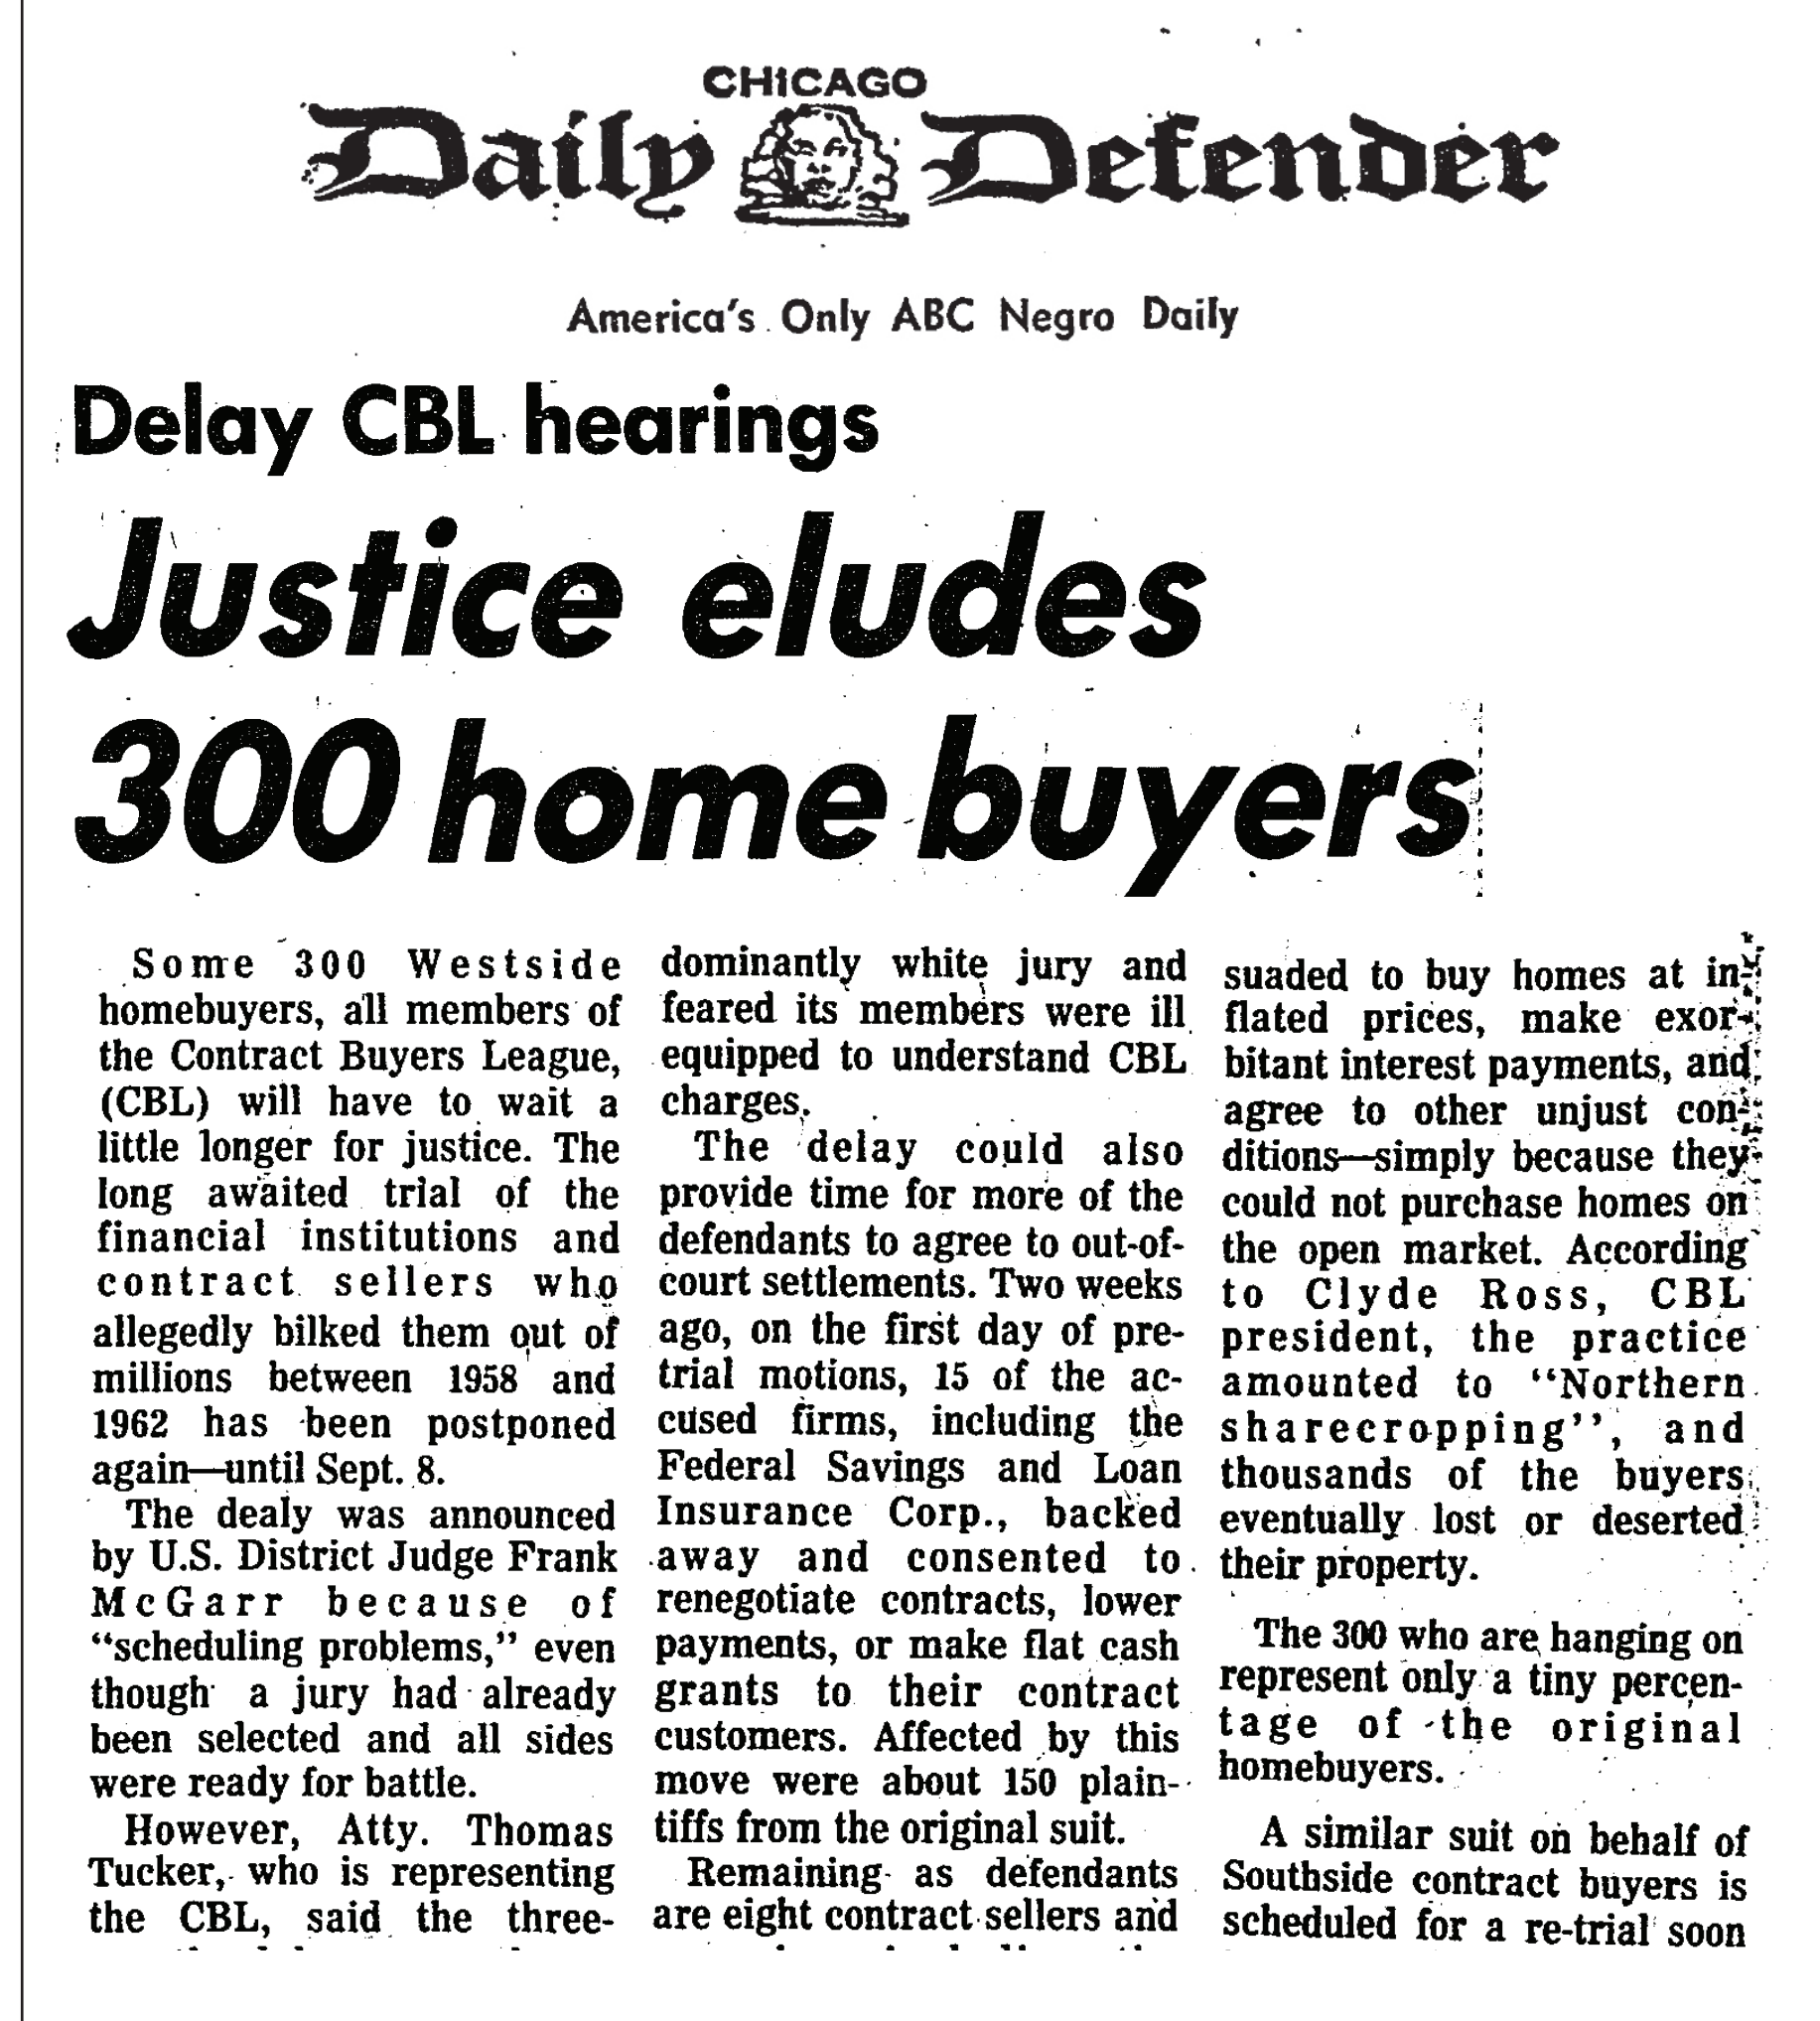 CHICAGO
Daily Defender
America's Only ABC Negro Daily
Delay CBL hearings
Justice eludes
300 home buyers
Some 300 Westside
homebuyers, all members of
the Contract Buyers League,
(CBL) will have to wait a
little longer for justice. The
long awaited trial of the
financial institutions and
contract sellers who
allegedly bilked them out of
millions between 1958 and
1962 has been postponed
again—until Sept. 8.
The dealy was announced
by U.S. District Judge Frank
McGarr because of
“scheduling problems,” even
though a jury had already
been selected and all sides
were ready for battle.
However, Atty. Thomas
Tucker, who is representing
the CBL, said the three-
dominantly white jury and
feared its members were ill
equipped to understand CBL
charges.
The delay could also
provide time for more of the
defendants to agree to out-of-
court settlements. Two weeks
ago, on the first day of pre-
trial motions, 15 of the ac-
cused firms, including the
Federal Savings and Loan
Insurance Corp., backed
away and consented to
renegotiate contracts, lower
payments, or make flat cash
grants to their contract
customers. Affected by this
move were about 150 plain-
tiffs from the original suit.
Remaining as defendants
are eight contract sellers and
suaded to buy homes at in-
flated prices, make exor-
bitant interest payments, and
agree to other unjust con-
ditions—simply because they
could not purchase homes on
the open market. According
to Clyde Ross, CBL
president, the practice
amounted to “Northern
sharecropping”, and
thousands of the buyers
eventually lost or deserted
their property.
The 300 who are hanging on
represent only a tiny percen-
tage of the original
homebuyers.
A similar suit on behalf of
Southside contract buyers is
scheduled for a re-trial soon